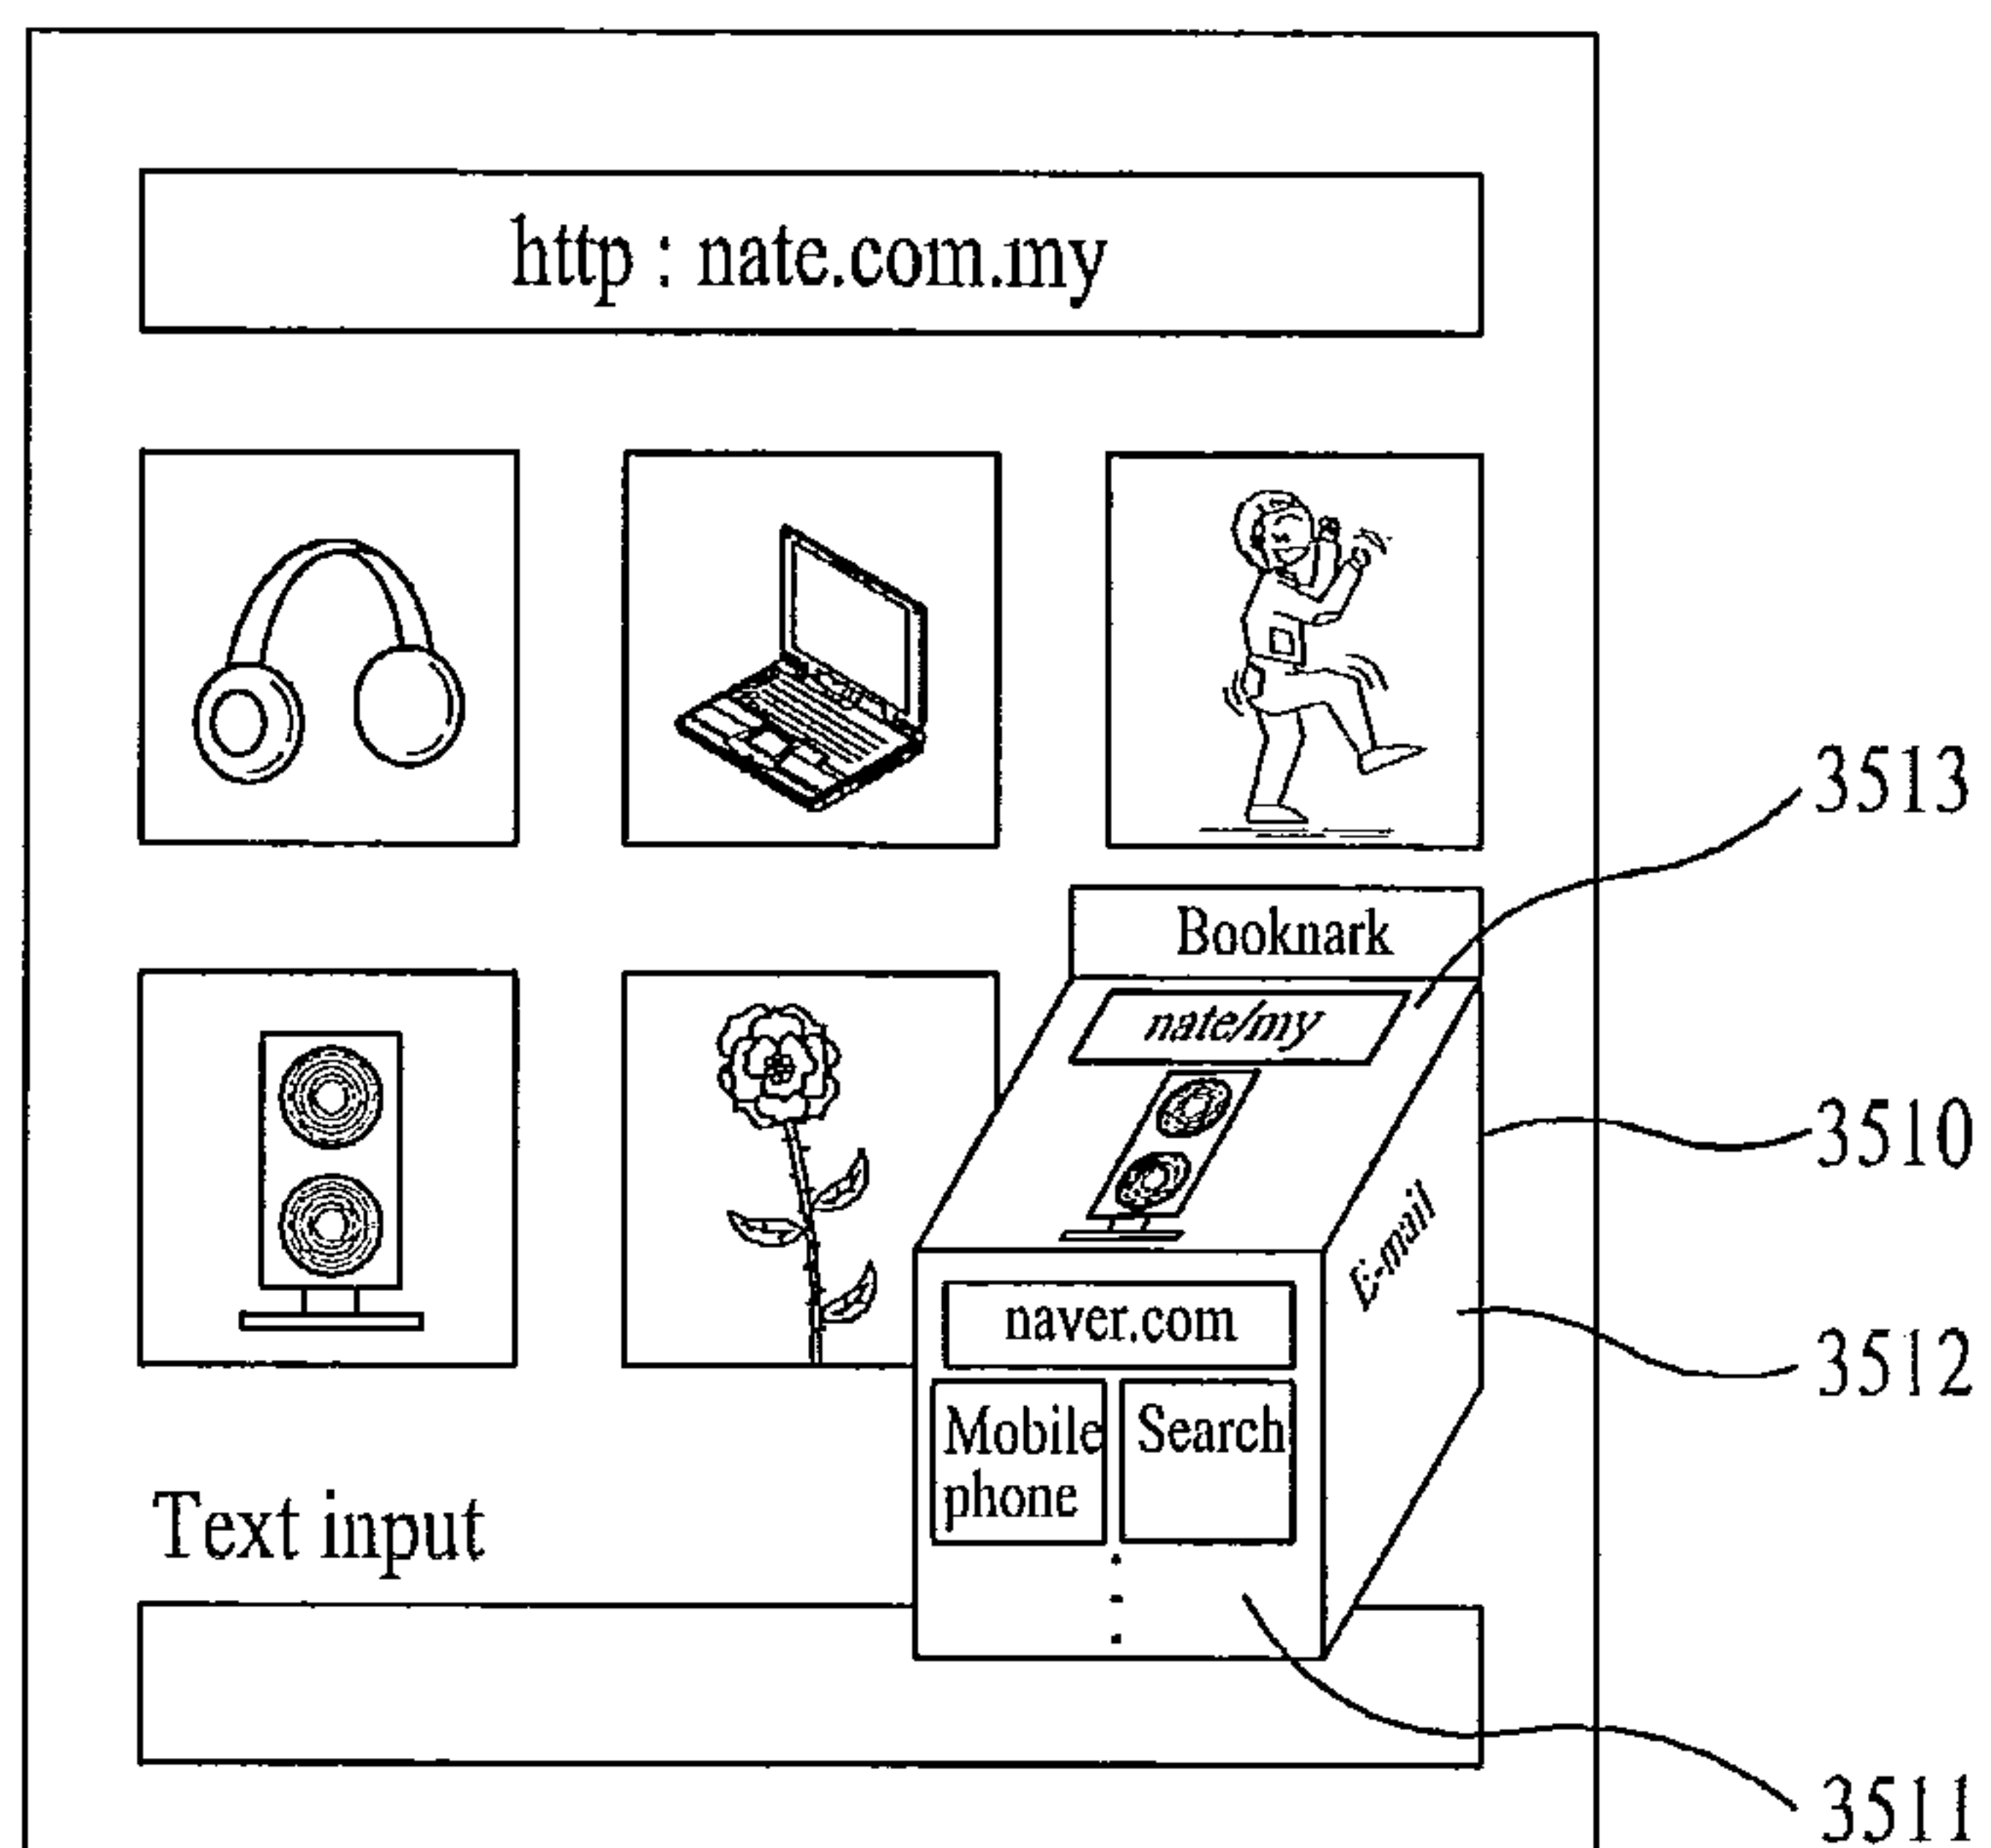 http : nate.com.my
3513
Booknark
nate/my
3510
E-mail
naver.com
3512
Mobile
phone
Search
Text input
3511